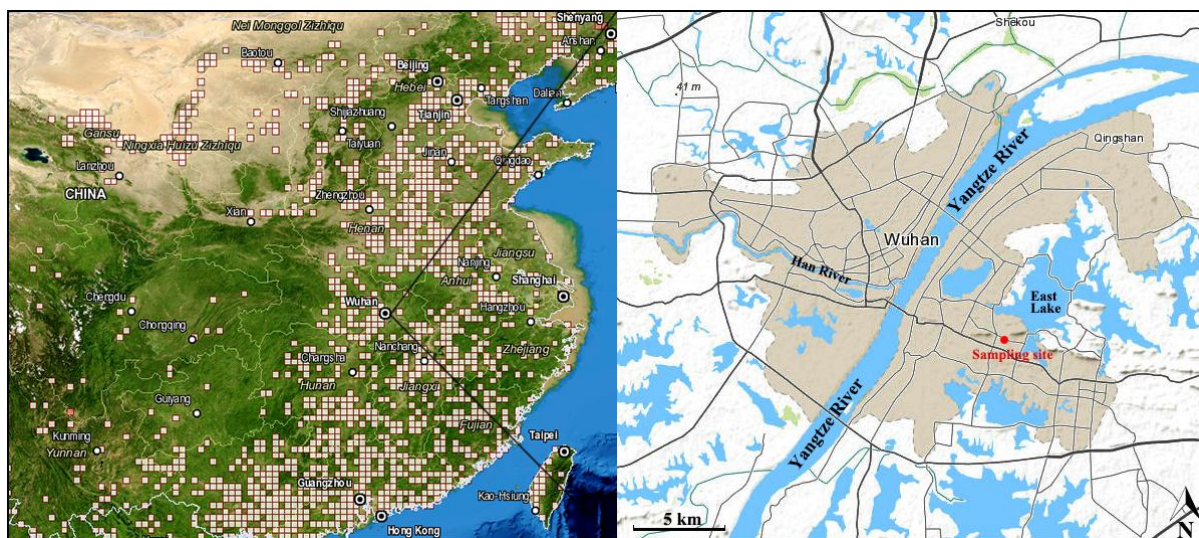 Nei Monggol Zizhiqu
Shenyang
Anshan
Baotou
Beijing
Hebei
Tangshan
Dalian
Tianjin
Shijiazhuang
Gansu
Ningxia Huizu Zizhiqu
Taiyuan
Jinan
Qingdao
Lanzhou
CHINA
Zhengzhou
Xian
Henan
Jiangsu
Nanjing
Anhui
Shanghai
Chengdu
Wuhan
Hangzhou
Chongqing
Nanchang
Zhejiang
Changsha
Hunan
Jiangxi
Guiyang
Fujian
Kunming
Yunnan
Taipei
Guangzhou
Kao-Hsiung
Hong Kong
Shekou
41 m
Qingshan
Yangtze River
Wuhan
Han River
East
Lake
Sampling site
Yangtze River
5 km
N